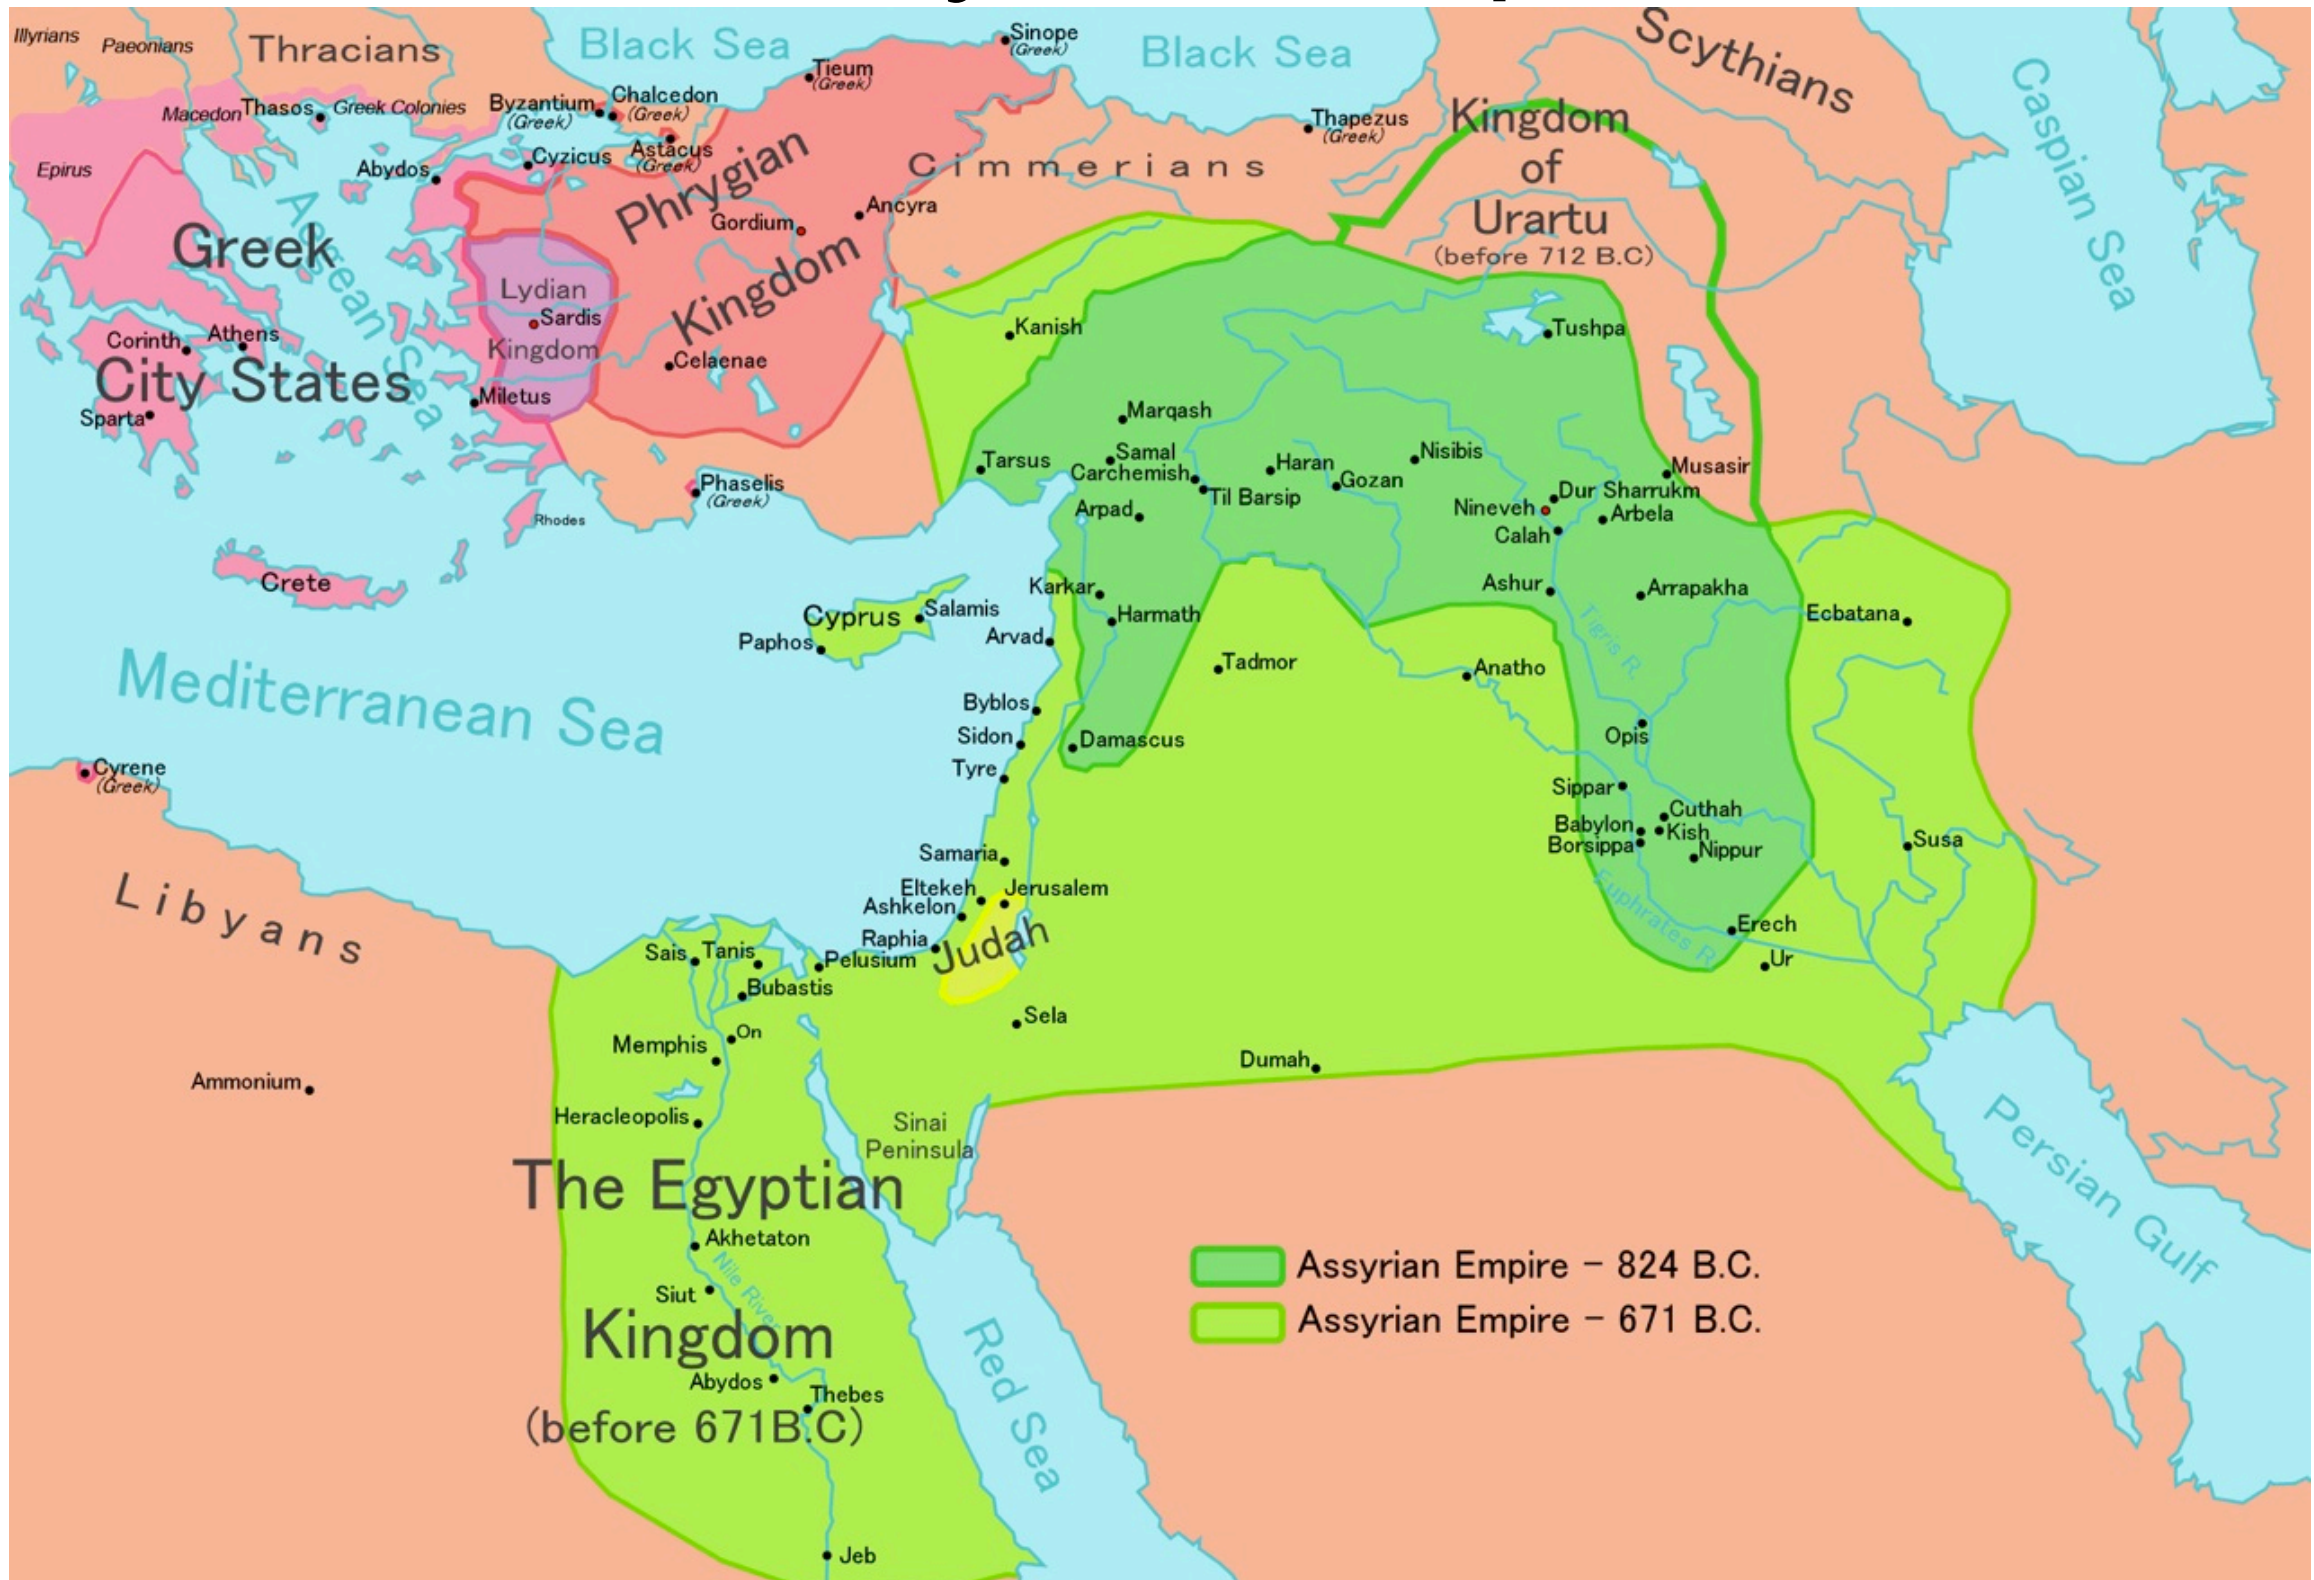 Illyrians
Paeonians
Thracians
Black Sea
Sinope
(Greek)
Black Sea
Scythians
Caspian Sea
Tieum
(Greek)
Macedon
Thasos
Greek Colonies
Byzantium
(Greek)
Chalcedon
(Greek)
Thapezus
(Greek)
Kingdom
of
Urartu
(before 712 B.C)
Epirus
Abydos
Cyzicus
Astacus
(Greek)
Phrygian
Kingdom
Cimmerians
Gordium
Ancyra
Greek
City States
Aegean Sea
Lydian
Kingdom
Sardis
Corinth
Athens
Sparta
Miletus
Celaenae
Kanish
Tushpa
Marqash
Tarsus
Samal
Carchemish
Til Barsip
Haran
Gozan
Nisibis
Musasir
Dur Sharrukm
Nineveh
Arbela
Calah
Arpad
Phaselis
(Greek)
Rhodes
Crete
Cyprus
Salamis
Paphos
Karkar
Harmath
Arvad
Ashur
Arrapakha
Ecbatana
Tigris R.
Tadmor
Anatho
Mediterranean Sea
Byblos
Sidon
Tyre
Damascus
Opis
Cyrene
(Greek)
Sippar
Cuthah
Babylon
Kish
Borsippa
Nippur
Susa
Samaria
Eltekeh
Jerusalem
Ashkelon
Judah
Raphia
Euphrates R.
Erech
Ur
Libyans
Sais
Tanis
Pelusium
Bubastis
Sela
On
Memphis
Dumah
Ammonium
Heracleopolis
Sinai
Peninsula
Persian Gulf
The Egyptian
Kingdom
(before 671B.C)
Akhetaton
Nile River
Siut
Abydos
Thebes
Jeb
Red Sea
Assyrian Empire - 824 B.C.
Assyrian Empire - 671 B.C.